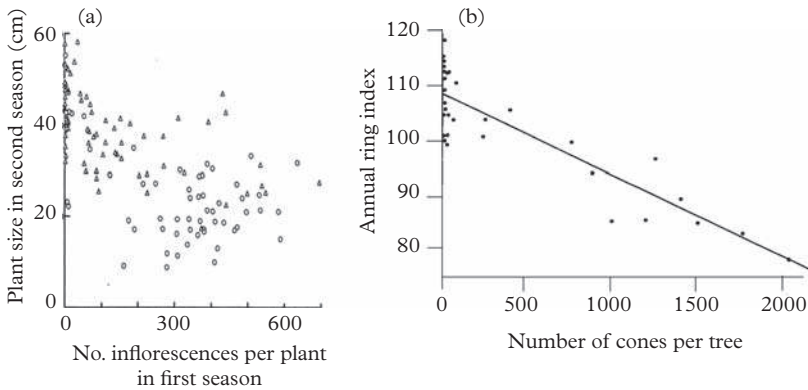 (a)
Plant size in second season (cm)
60
40
20
0
0 300 600
No. inflorescences per plant
in first season
(b)
Annual ring index
120
110
100
90
80
0 500 1000 1500 2000
Number of cones per tree